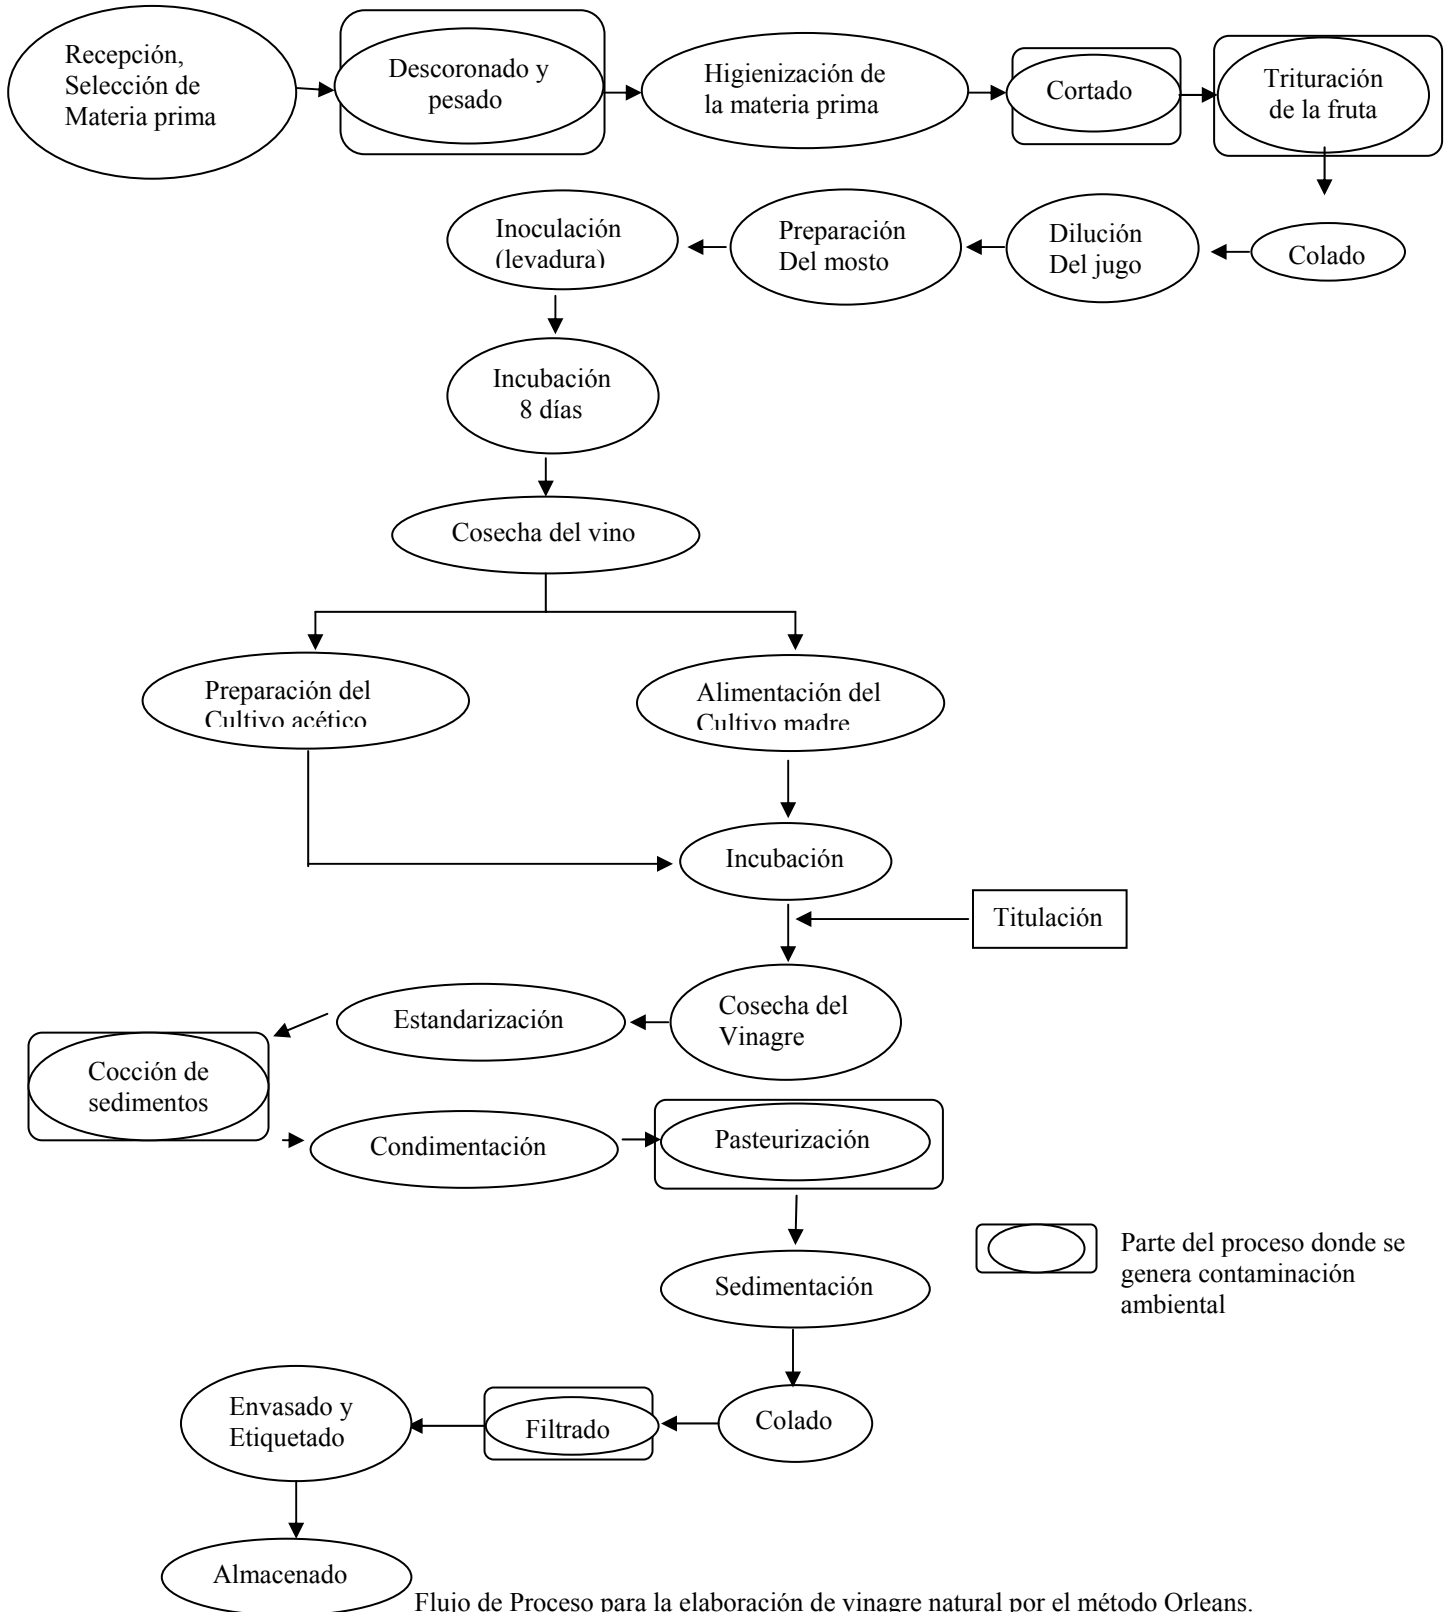 Recepción,
Selección de
Materia prima
Descoronado y
pesado
Higienización de
la materia prima
Cortado
Trituración
de la fruta
Inoculación
(levadura)
Preparación
Del mosto
Dilución
Del jugo
Colado
Incubación
8 días
Cosecha del vino
Preparación del
Cultivo acético
Alimentación del
Cultivo madre
Incubación
Titulación
Cosecha del
Vinagre
Estandarización
Cocción de
sedimentos
Condimentación
Pasteurización
Parte del proceso donde se
genera contaminación
ambiental
Sedimentación
Colado
Filtrado
Envasado y
Etiquetado
Almacenado
Flujo de Proceso para la elaboración de vinagre natural por el método Orleans.